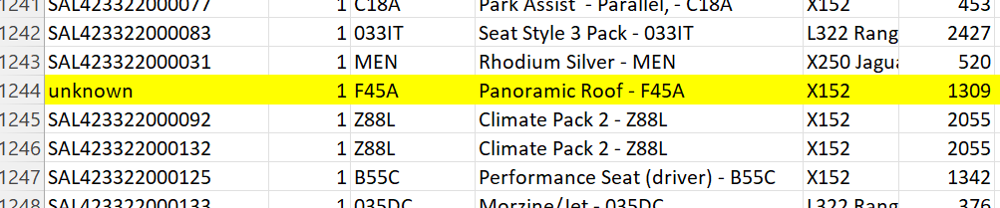 1241 SAL423322000077 1 C18A Park Assist - Parallel, - C18A X152 453
1242 SAL423322000083 1 033IT Seat Style 3 Pack - 033IT L322 Rang 2427
1243 SAL423322000031 1 MEN Rhodium Silver - MEN X250 Jagua 520
1244 unknown 1 F45A Panoramic Roof - F45A X152 1309
1245 SAL423322000092 1 Z88L Climate Pack 2 - Z88L X152 2055
1246 SAL423322000132 1 Z88L Climate Pack 2 - Z88L X152 2055
1247 SAL423322000125 1 B55C Performance Seat (driver) - B55C X152 1342
1248 SAL423322000133 1 035DC Morzine/Jet - 035DC L322 Rang 376